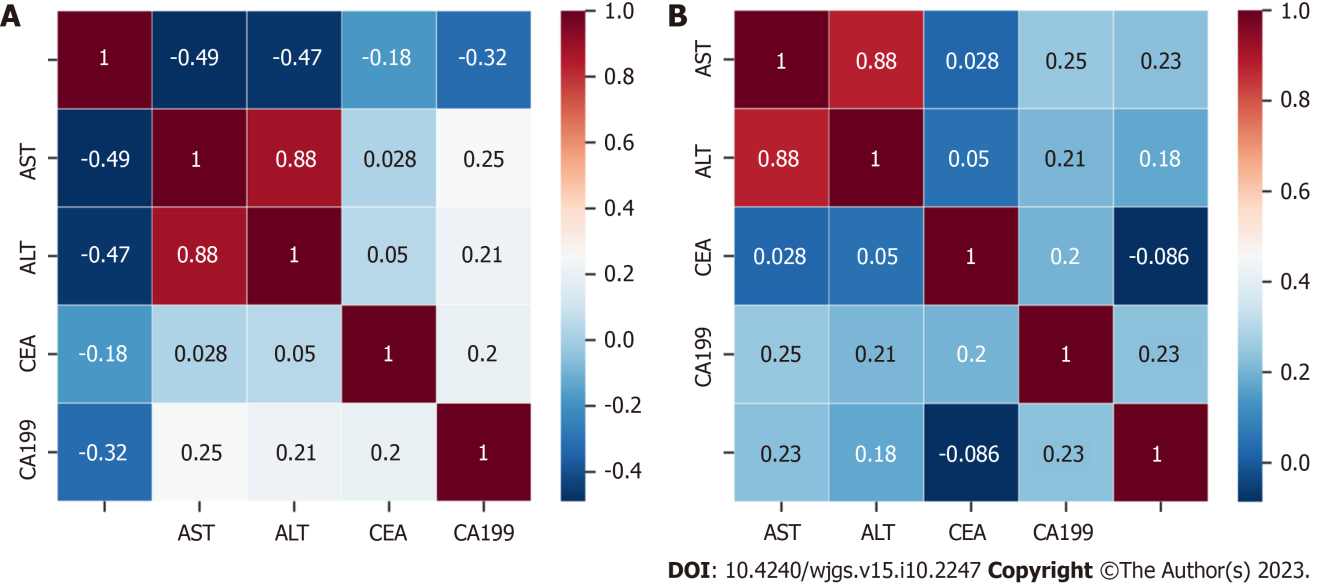 A
1 -0.49 -0.47 -0.18 -0.32
AST -0.49 1 0.88 0.028 0.25
ALT -0.47 0.88 1 0.05 0.21
CEA -0.18 0.028 0.05 1 0.2
CA199 -0.32 0.25 0.21 0.2 1
AST ALT CEA CA199
1.0
0.8
0.6
0.4
0.2
0.0
-0.2
-0.4
B
AST 1 0.88 0.028 0.25 0.23
ALT 0.88 1 0.05 0.21 0.18
CEA 0.028 0.05 1 0.2 -0.086
CA199 0.25 0.21 0.2 1 0.23
0.23 0.18 -0.086 0.23 1
AST ALT CEA CA199
1.0
0.8
0.6
0.4
0.2
0.0
DOI: 10.4240/wjgs.v15.i10.2247 Copyright ©The Author(s) 2023.